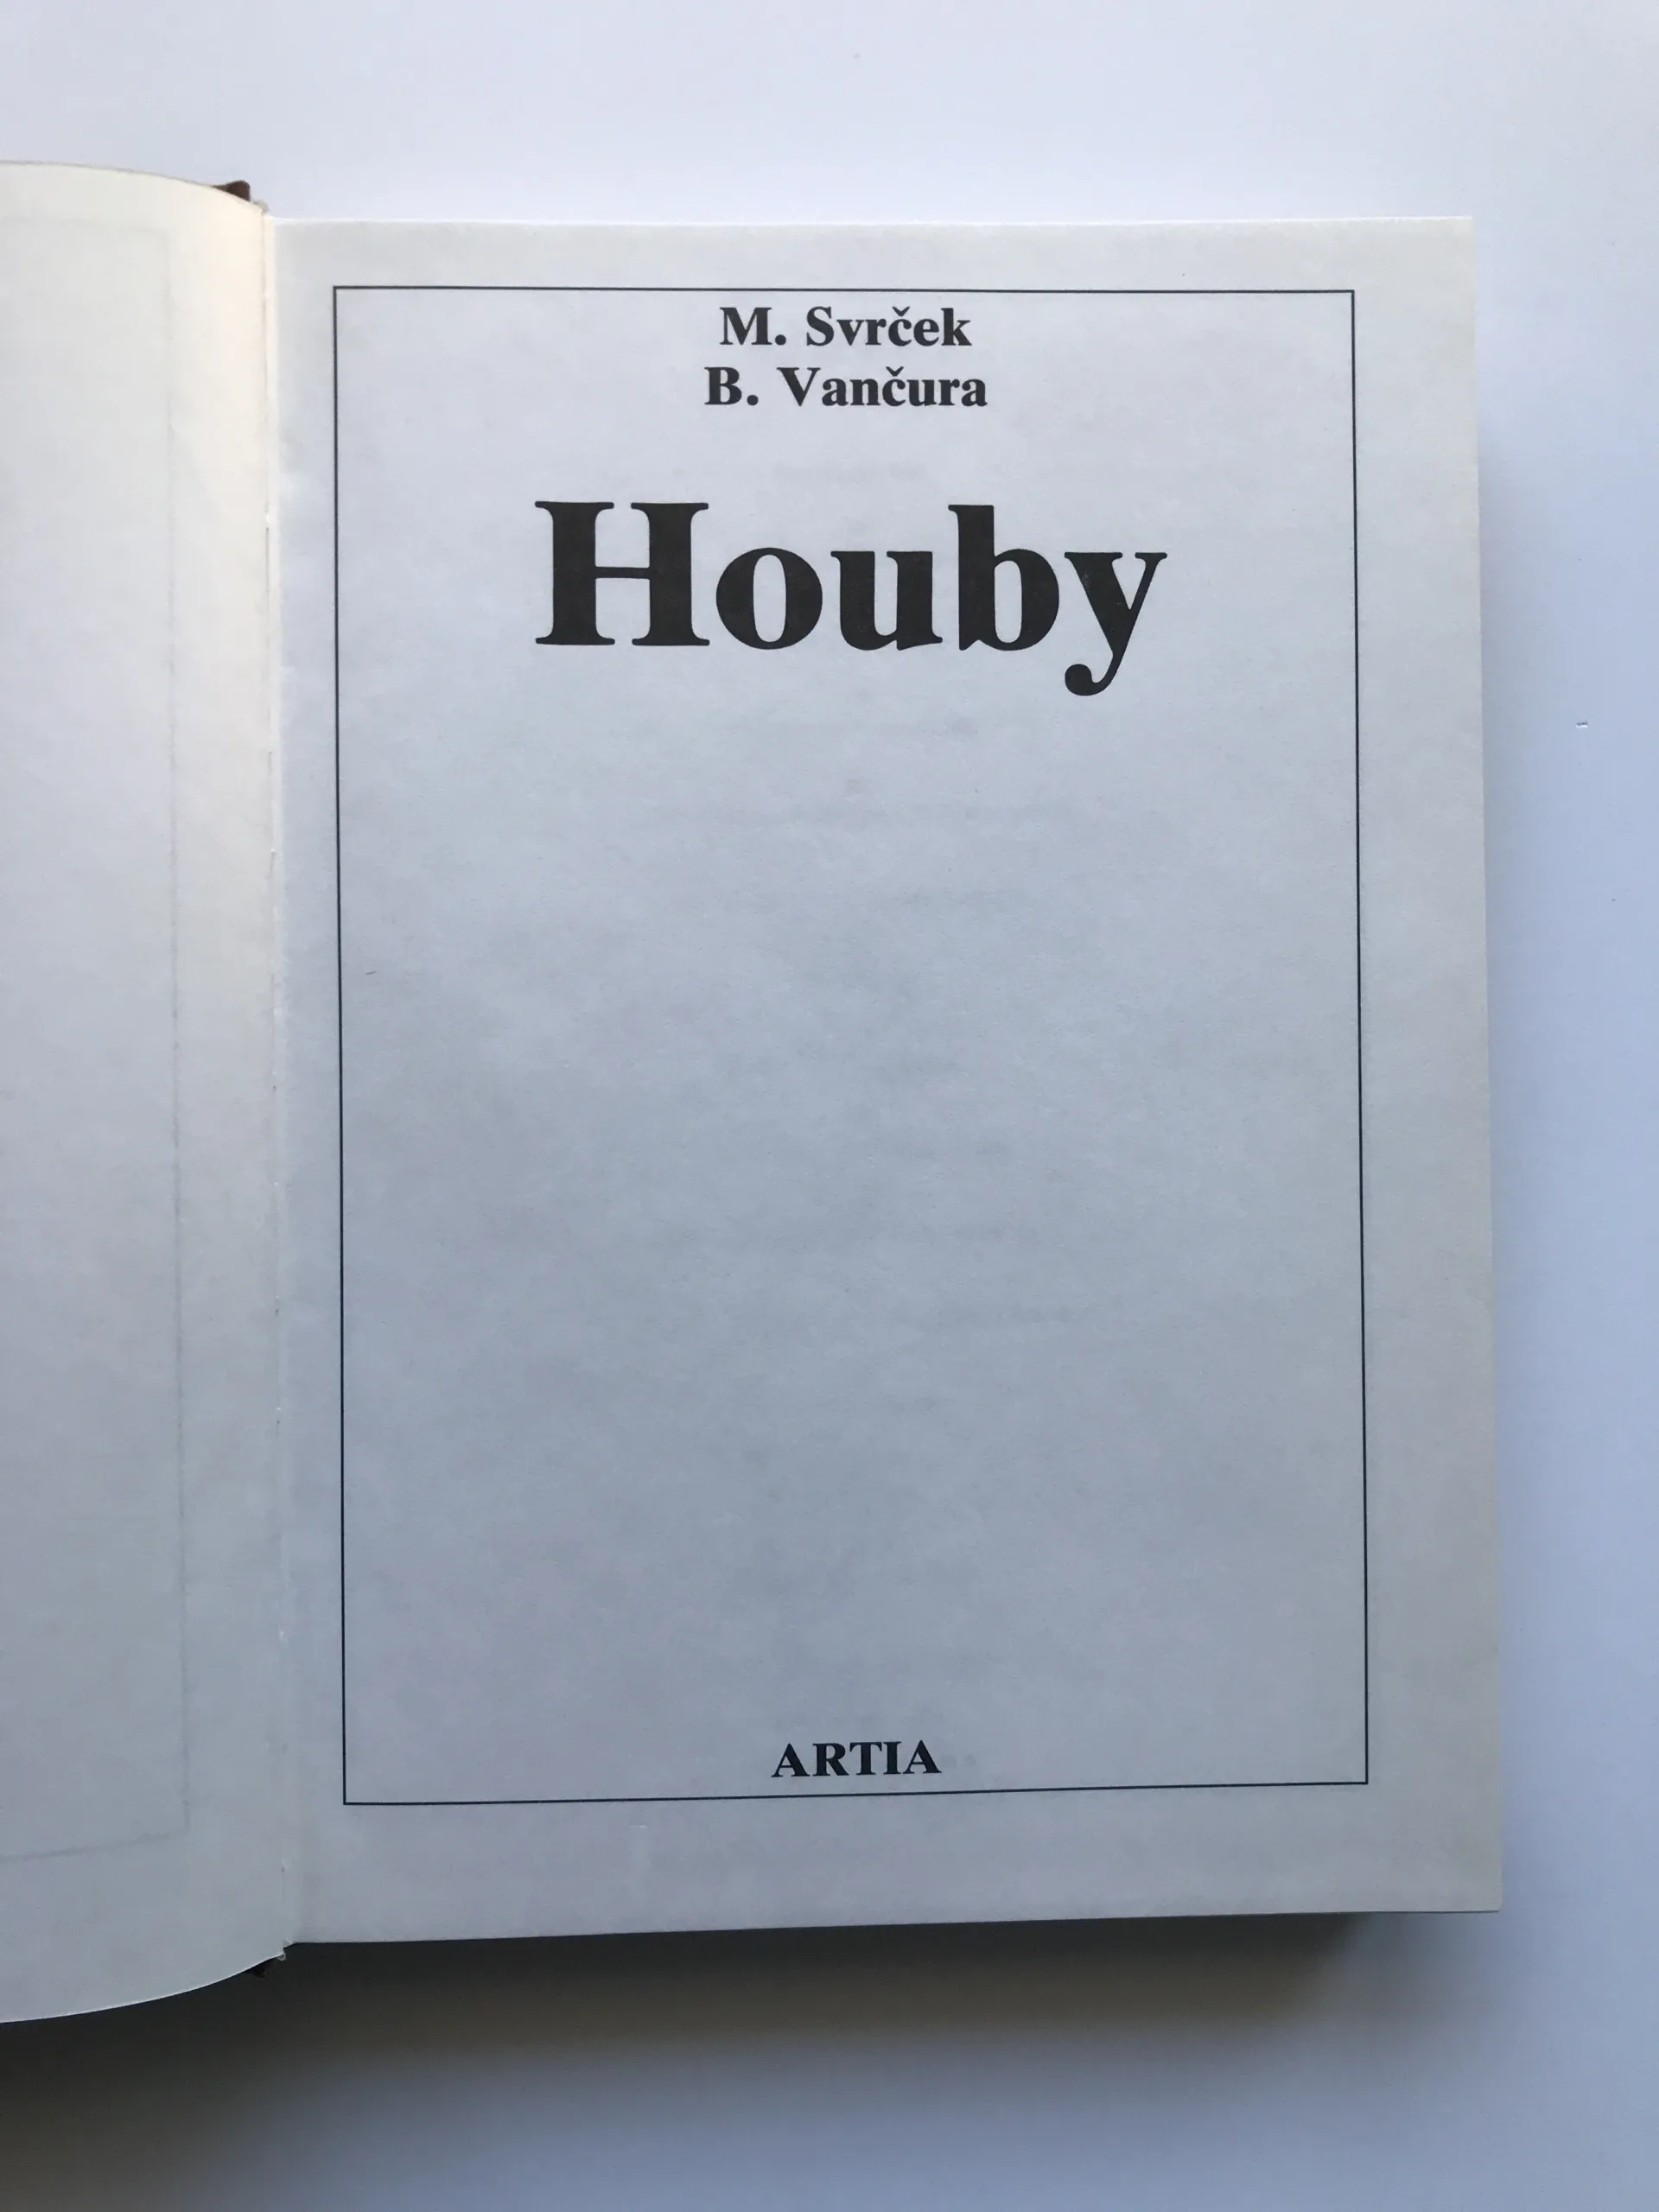 M. Svrček
B. Vančura
Houby
ARTIA